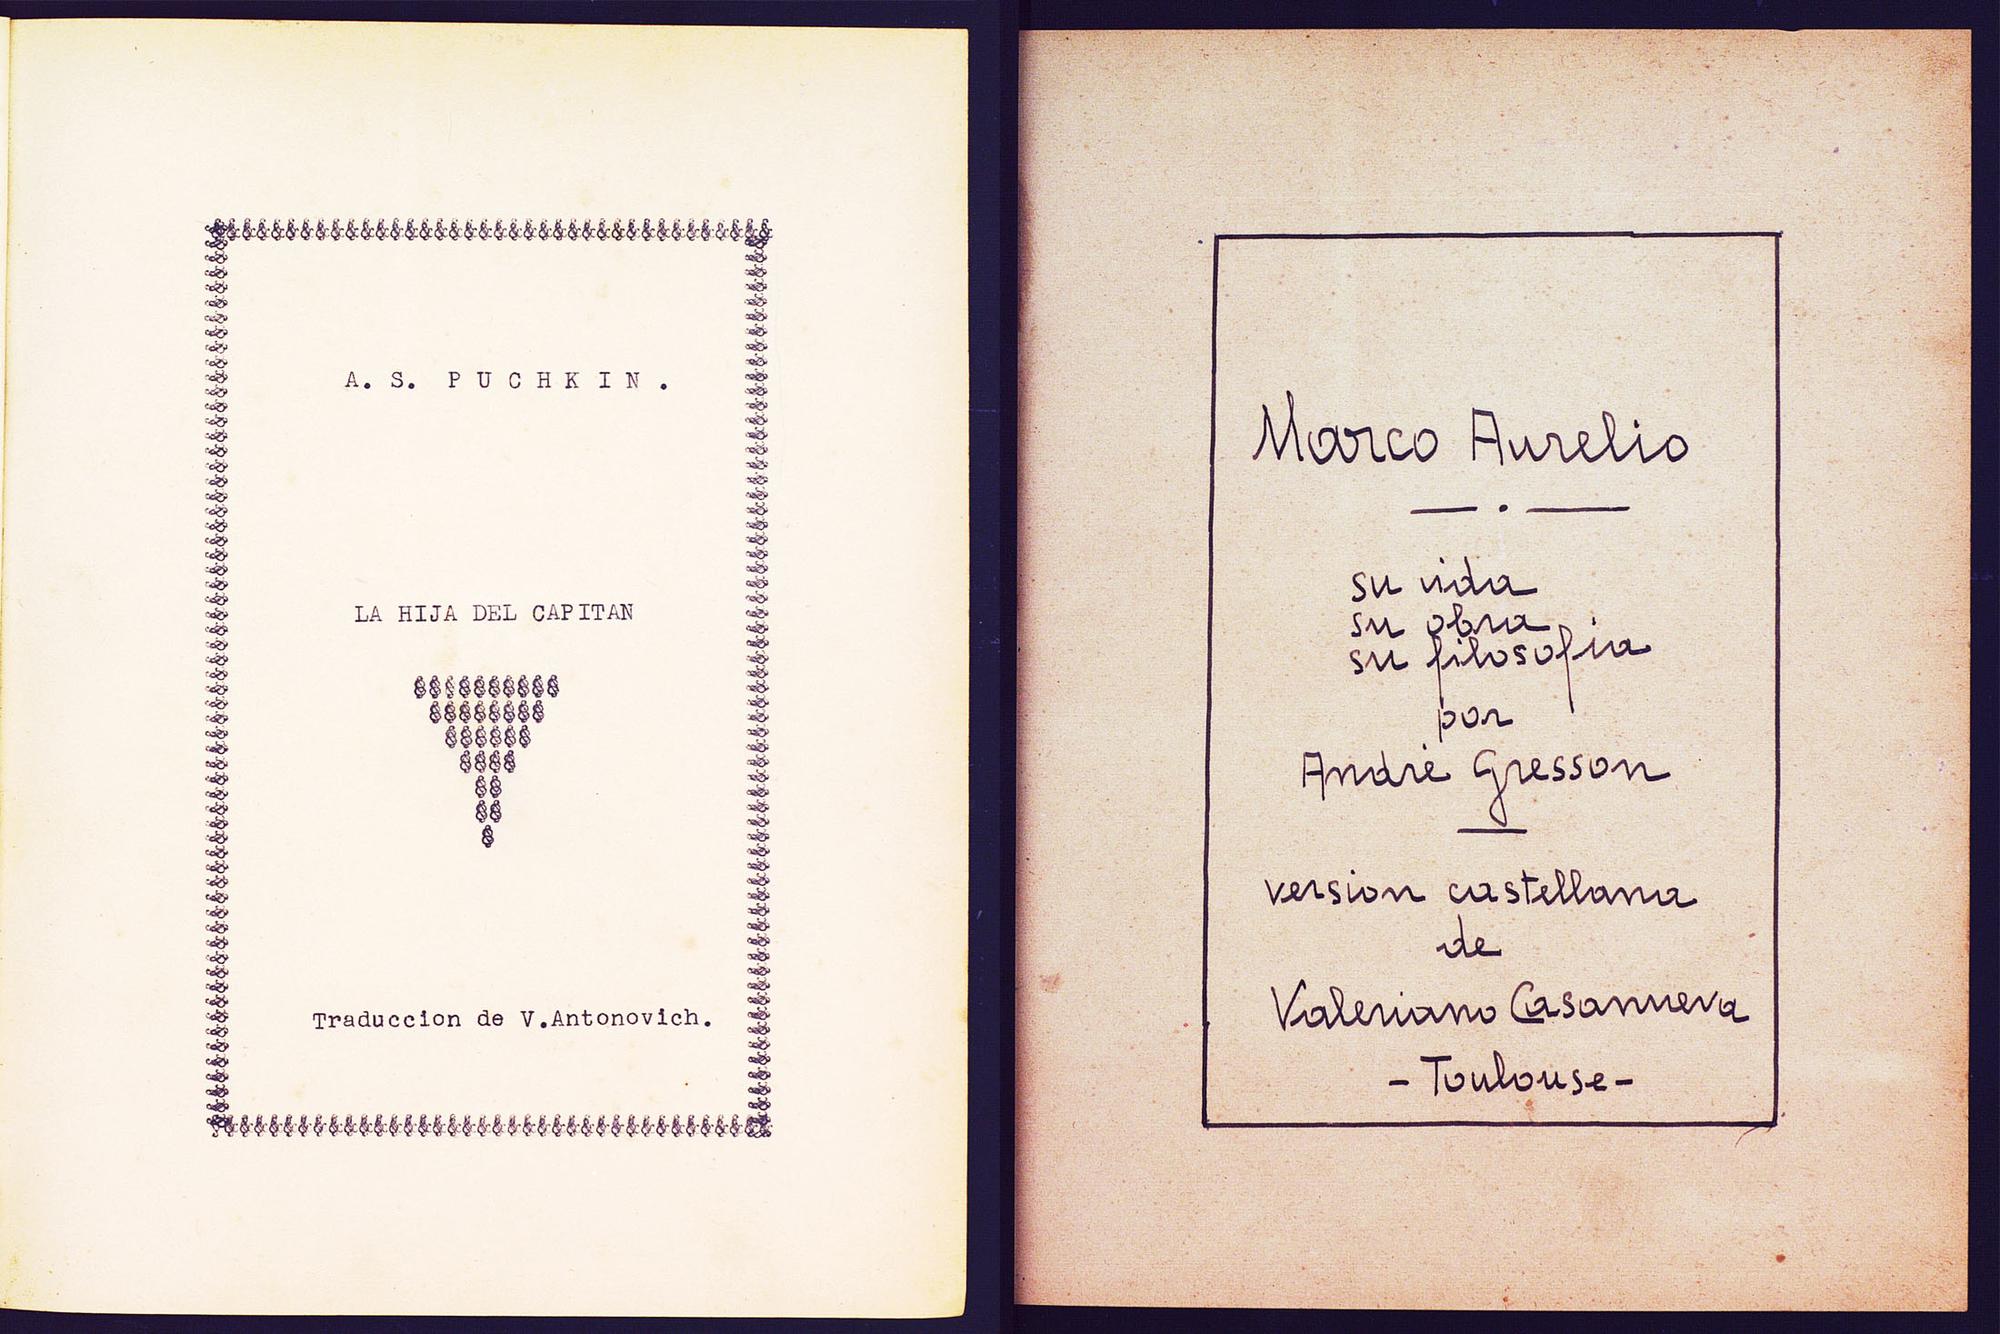 A. S. PUCHKIN.
LA HIJA DEL CAPITAN
Traduccion de V.Antonovich.
Marco Aurelio
su vida
su obra
su filosofia
por
André Gresson
version castellana
de
Valeriano Casanueva
- Toulouse -